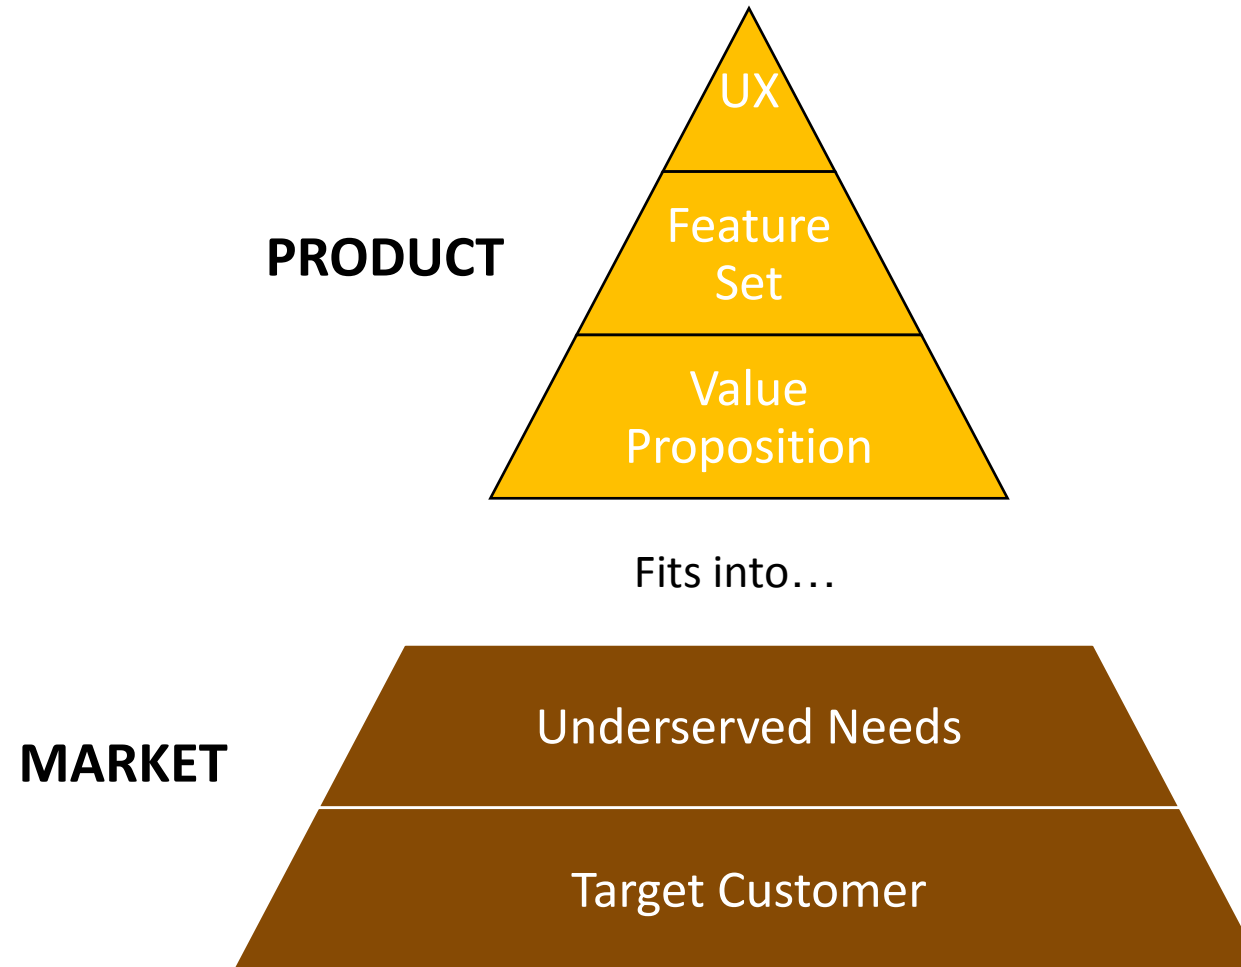 UX
Feature
Set
PRODUCT
Value
Proposition
Fits into…
Underserved Needs
MARKET
Target Customer